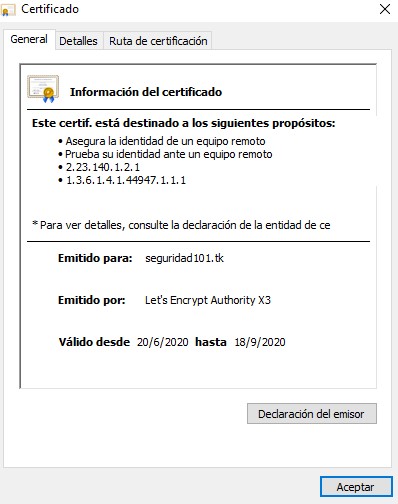 Certificado
General Detalles Ruta de certificación
Información del certificado
Este certif. está destinado a los siguientes propósitos:
• Asegura la identidad de un equipo remoto
• Prueba su identidad ante un equipo remoto
• 2.23.140.1.2.1
• 1.3.6.1.4.1.44947.1.1.1
* Para ver detalles, consulte la declaración de la entidad de ce
Emitido para: seguridad101.tk
Emitido por: Let's Encrypt Authority X3
Válido desde 20/6/2020 hasta 18/9/2020
Declaración del emisor
Aceptar